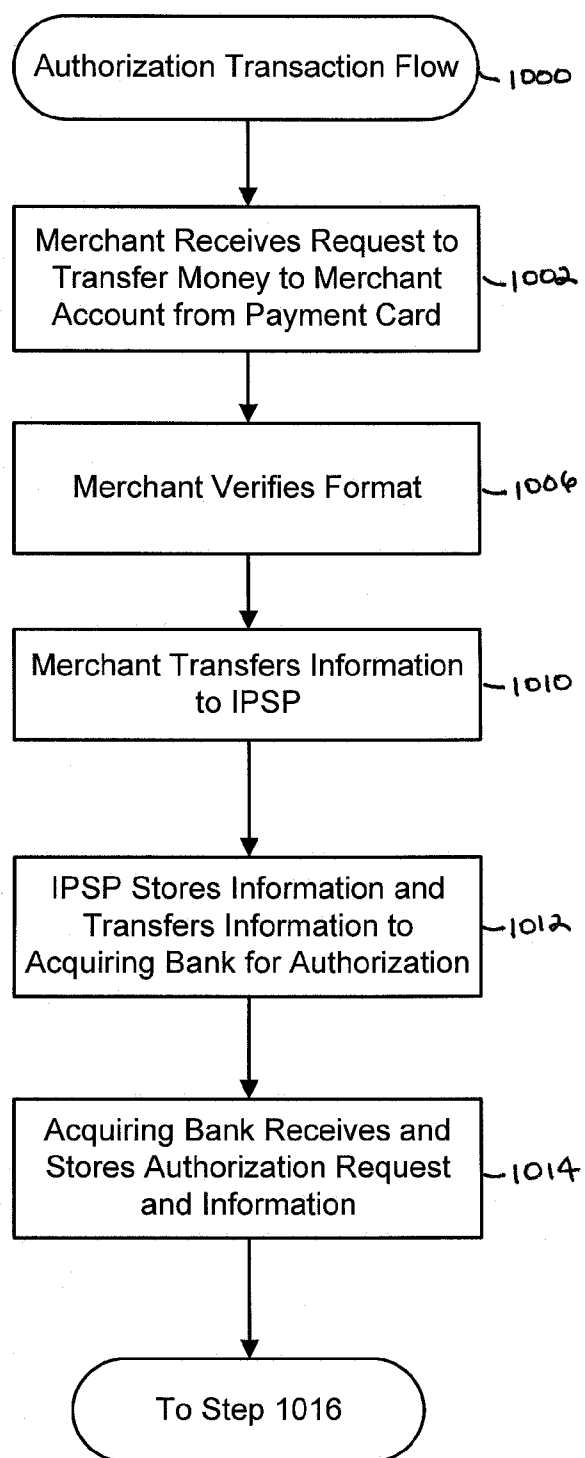 Authorization Transaction Flow
1000
Merchant Receives Request to
Transfer Money to Merchant
Account from Payment Card
1002
Merchant Verifies Format
1006
Merchant Transfers Information
to IPSP
1010
IPSP Stores Information and
Transfers Information to
Acquiring Bank for Authorization
1012
Acquiring Bank Receives and
Stores Authorization Request
and Information
1014
To Step 1016